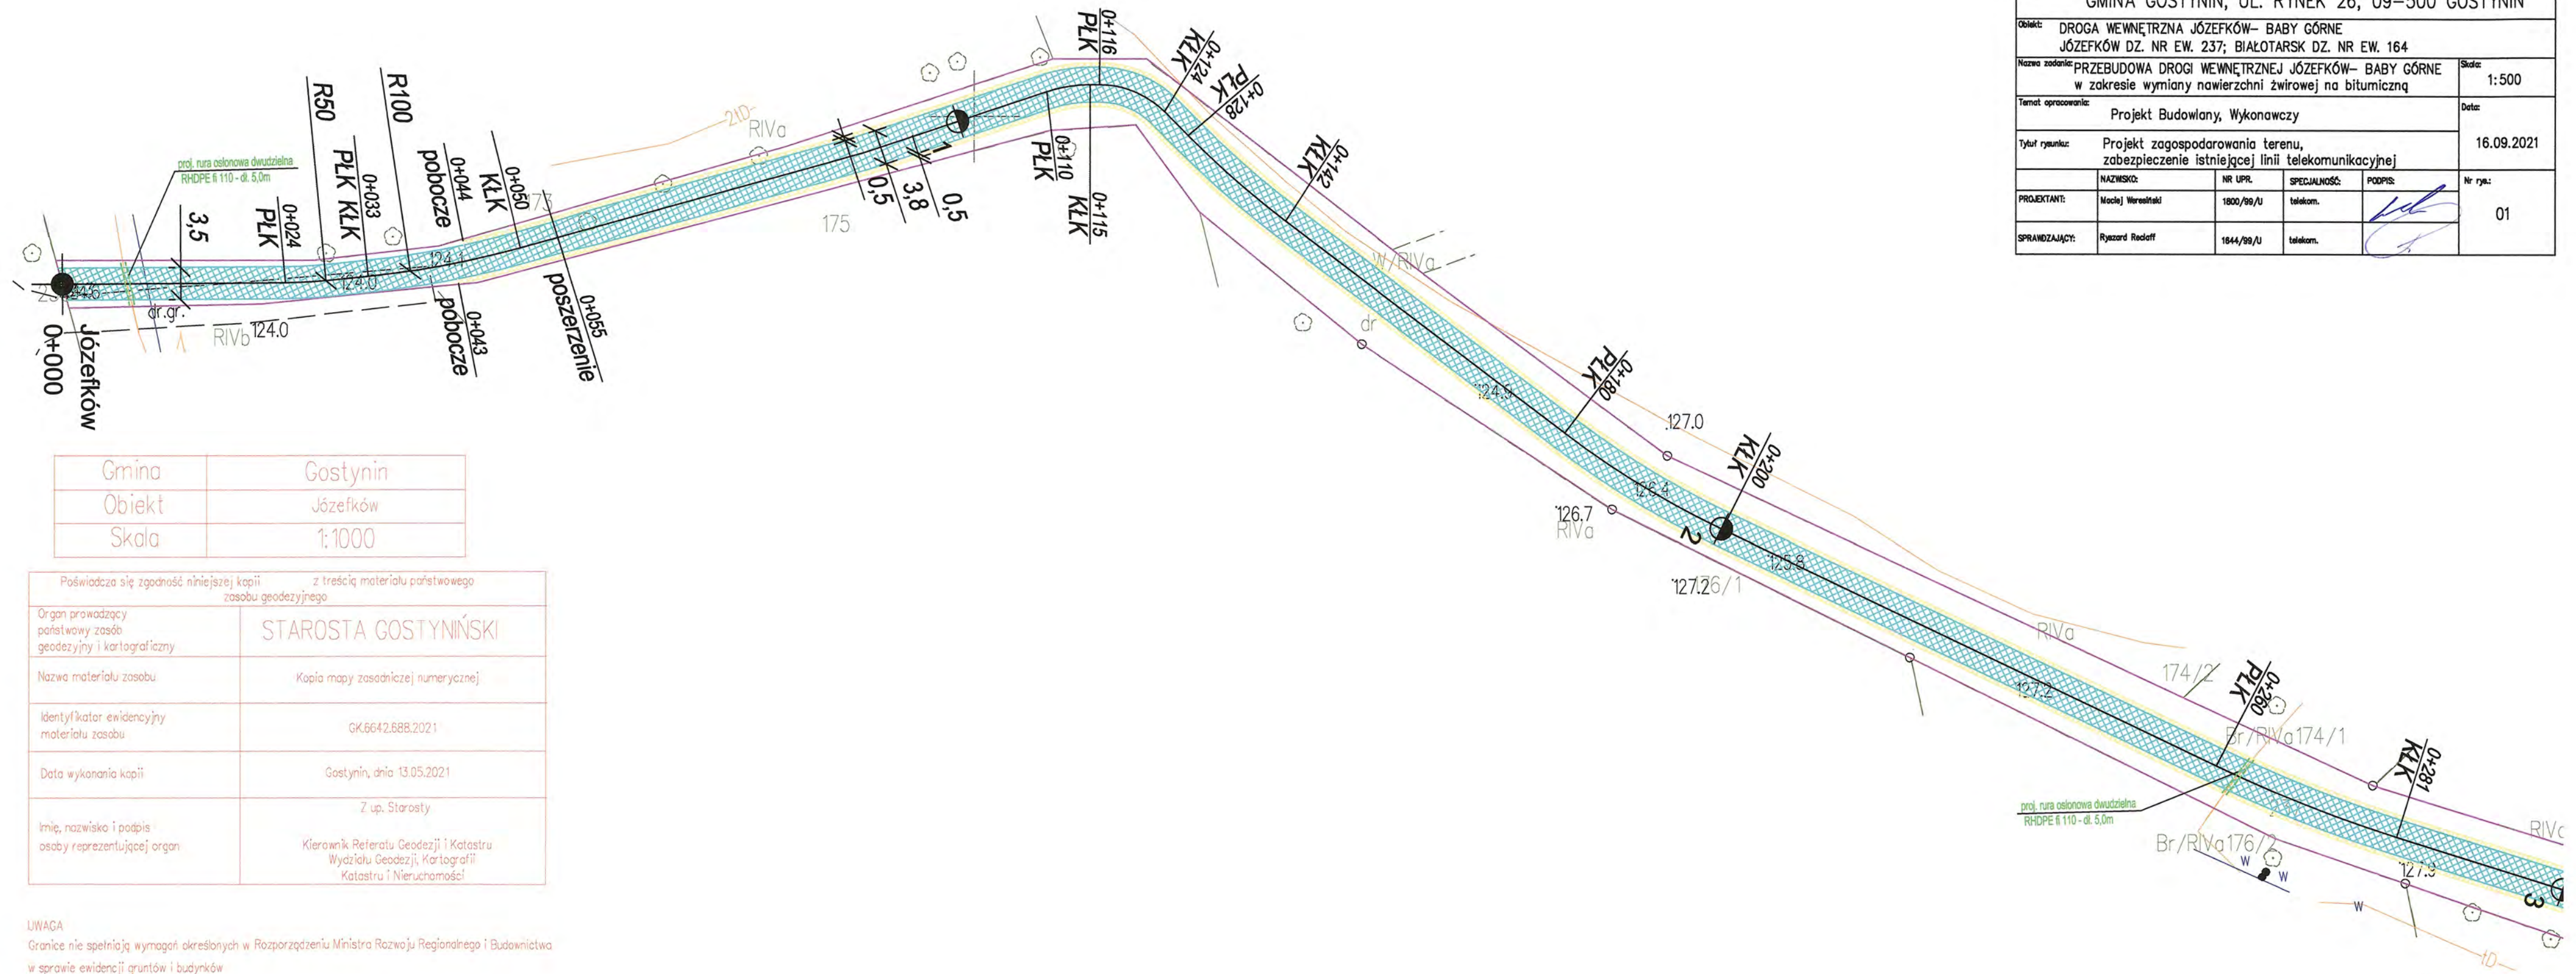 GMINA GOSTYNIN, UL. RYNEK 26, 09-500 GOSTYNIN
Obiekt: DROGA WEWNĘTRZNA JÓZEFKÓW– BABY GÓRNE
JÓZEFKÓW DZ. NR EW. 237; BIAŁOTARSK DZ. NR EW. 164
Nazwa zadania: PRZEBUDOWA DROGI WEWNĘTRZNEJ JÓZEFKÓW– BABY GÓRNE
w zakresie wymiany nawierzchni żwirowej na bitumiczną
Skala:
1:500
Temat opracowania:
Projekt Budowlany, Wykonawczy
Data:
16.09.2021
Tytuł rysunku: Projekt zagospodarowania terenu,
zabezpieczenie istniejącej linii telekomunikacyjnej
NAZWISKO: NR UPR. SPECJALNOŚĆ: PODPIS: Nr rys.:
PROJEKTANT: Maciej 1800/99/U telekom.
01
SPRAWDZAJĄCY: Ryszard Reclaff 1644/99/U telekom.
proj. rura osłonowa dwudzielna
RHDPE fi 110 - dł. 5,0m
3,5
0+024
PŁK
R50
0+033
PŁK KŁK
R100
0+044
pobocze
0+050
KŁK
173
2tD
RIVa
175
0,5
3,8
0,5
1
0+110
PŁK
0+115
KŁK
0+116
PŁK
0+124
KŁK
0+128
PŁK
0+142
KŁK
W/RIVa
dr
124.1
124.0
dr.gr.
RIVb
124.0
0+043
pobocze
0+055
poszerzenie
0+000
Józefków
124.9
0+180
PŁK
127.0
0+200
KŁK
126.4
126.7
RIVa
2
125.8
127.2
176/1
RIVa
127.2
174/2
0+260
PŁK
Br/RIVa 174/1
0+281
KŁK
proj. rura osłonowa dwudzielna
RHDPE fi 110 - dł. 5,0m
Br/RIVa 176/2
W
W
W
127.9
3
tD
Gmina Gostynin
Obiekt Józefków
Skala 1:1000
Poświadcza się zgodność niniejszej kopii z treścią materiału państwowego
zasobu geodezyjnego
Organ prowadzący
państwowy zasób
geodezyjny i kartograficzny
STAROSTA GOSTYNIŃSKI
Nazwa materiału zasobu Kopia mapy zasadniczej numerycznej
Identyfikator ewidencyjny
materiału zasobu
GK.6642.688.2021
Data wykonania kopii Gostynin, dnia 13.05.2021
Imię, nazwisko i podpis
osoby reprezentującej organ
Z up. Starosty
Kierownik Referatu Geodezji i Katastru
Wydziału Geodezji, Kartografii
Katastru i Nieruchomości
UWAGA
Granice nie spełniają wymagań określonych w Rozporządzeniu Ministra Rozwoju Regionalnego i Budownictwa
w sprawie ewidencji gruntów i budynków